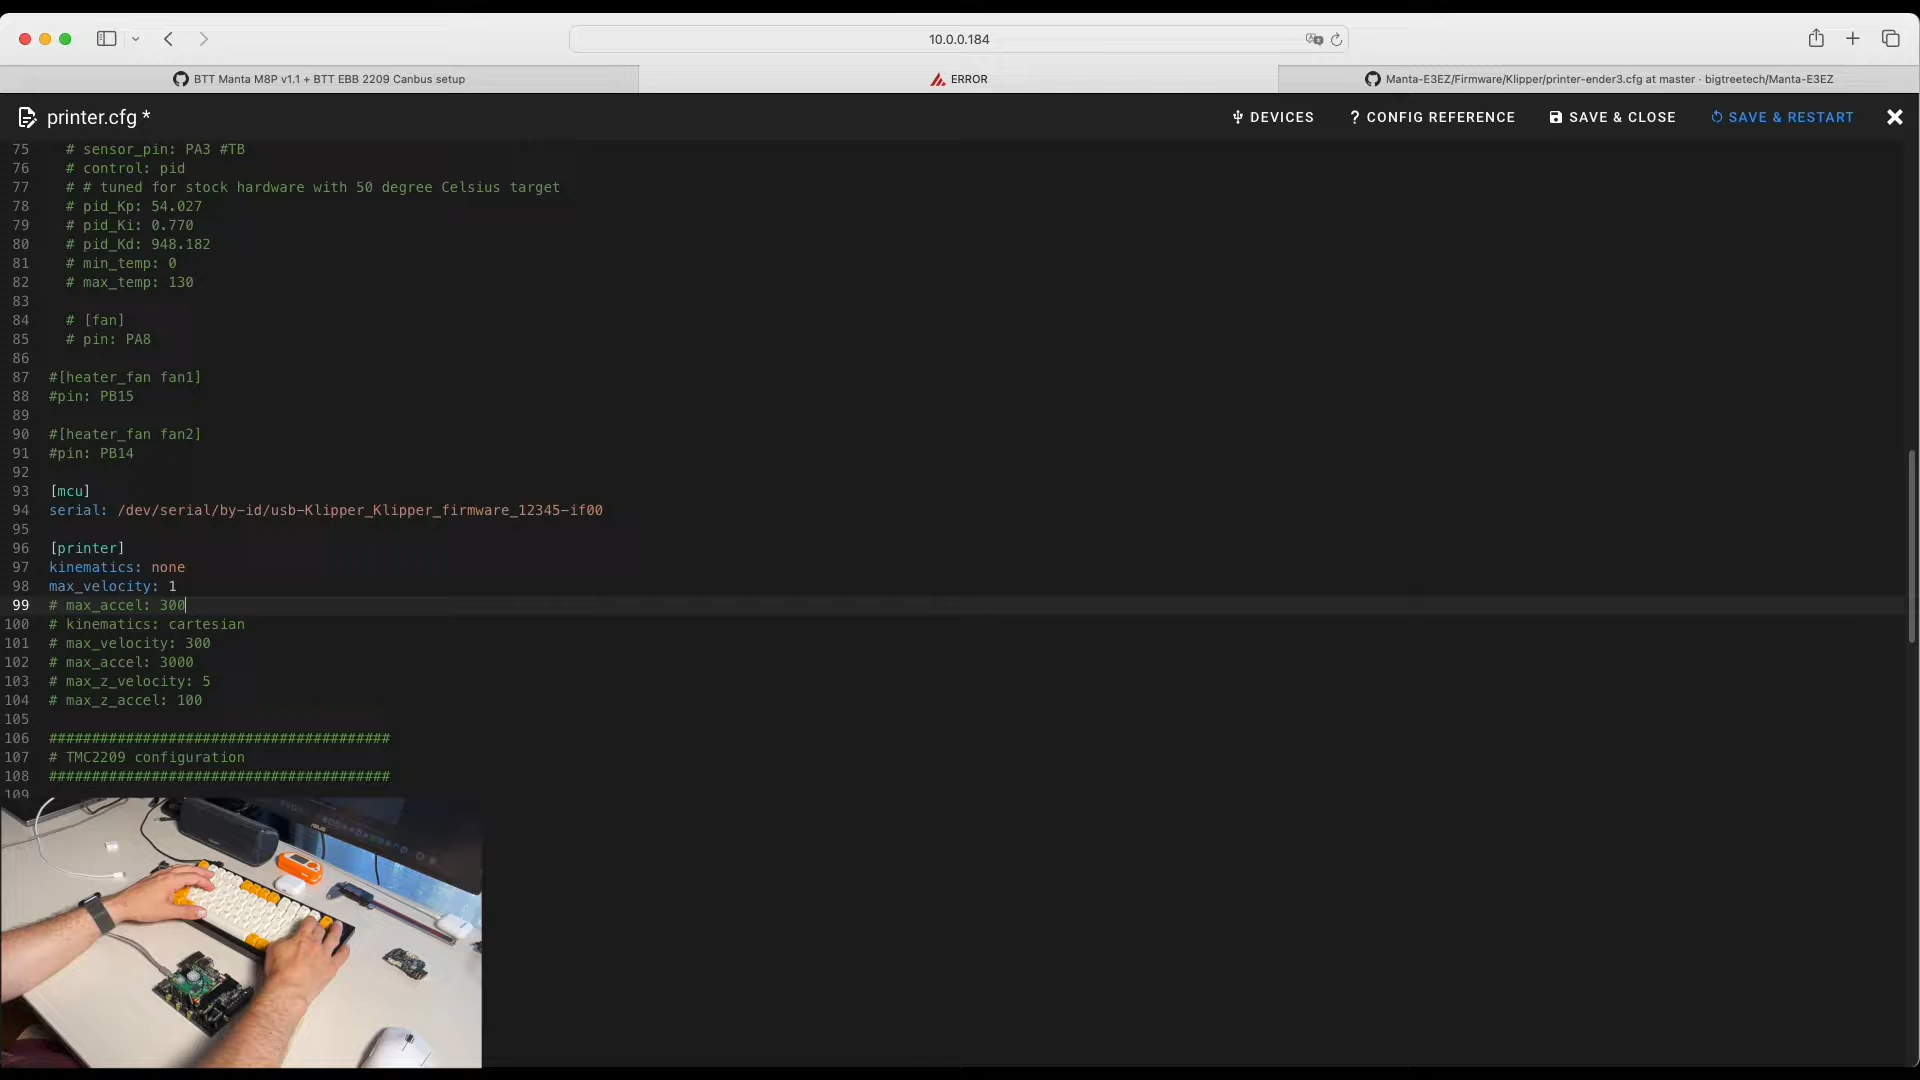 10.0.0.184
BTT Manta M8P v1.1 + BTT EBB 2209 Canbus setup
ERROR
Manta-E3EZ/Firmware/Klipper/printer-ender3.cfg at master · bigtreetech/Manta-E3EZ
printer.cfg *
DEVICES
? CONFIG REFERENCE
SAVE & CLOSE
SAVE & RESTART
75 # sensor_pin: PA3 #TB
76 # control: pid
77 # # tuned for stock hardware with 50 degree Celsius target
78 # pid_Kp: 54.027
79 # pid_Ki: 0.770
80 # pid_Kd: 948.182
81 # min_temp: 0
82 # max_temp: 130
83
84 # [fan]
85 # pin: PA8
86
87 #[heater_fan fan1]
88 #pin: PB15
89
90 #[heater_fan fan2]
91 #pin: PB14
92
93 [mcu]
94 serial: /dev/serial/by-id/usb-Klipper_Klipper_firmware_12345-if00
95
96 [printer]
97 kinematics: none
98 max_velocity: 1
99 # max_accel: 300
100 # kinematics: cartesian
101 # max_velocity: 300
102 # max_accel: 3000
103 # max_z_velocity: 5
104 # max_z_accel: 100
105
106 ########################################
107 # TMC2209 configuration
108 ########################################
109
ASUS